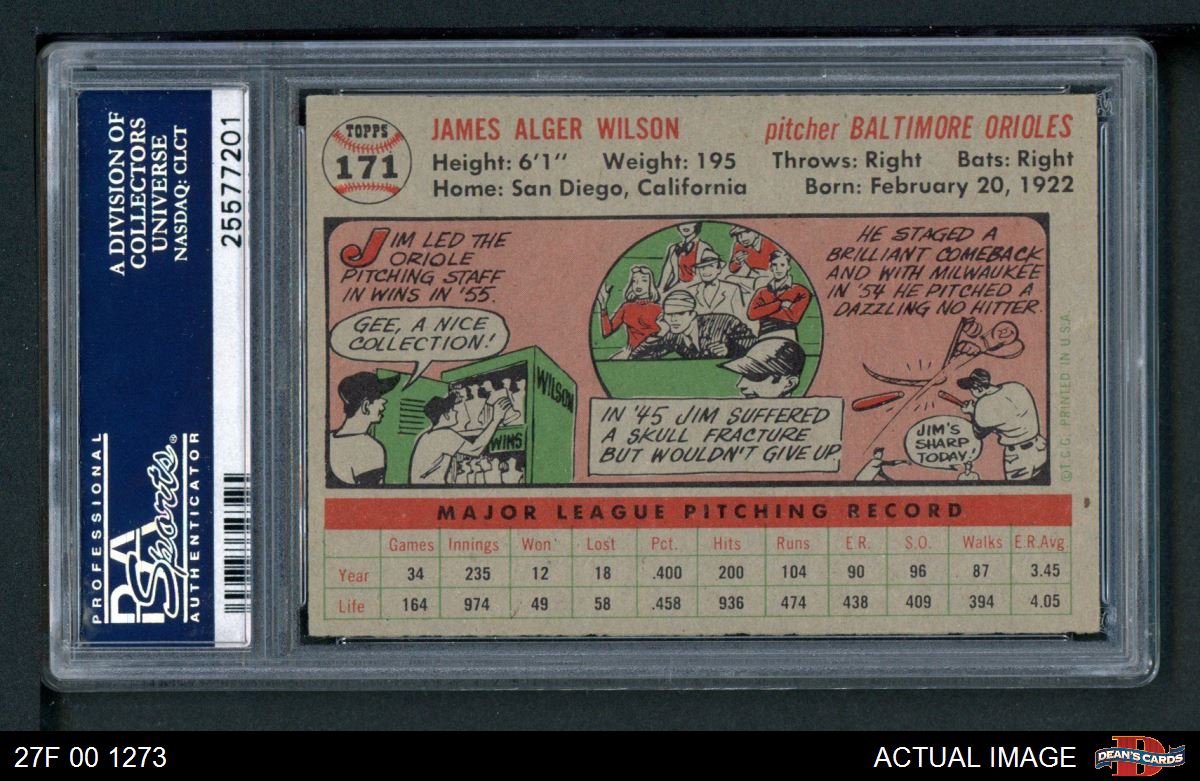 A DIVISION OF
COLLECTORS
UNIVERSE
NASDAQ: CLCT
25577201
PROFESSIONAL
PSA
Sports®
AUTHENTICATOR
TOPPS
171
JAMES ALGER WILSON
pitcher BALTIMORE ORIOLES
Height: 6'1" Weight: 195 Throws: Right Bats: Right
Home: San Diego, California Born: February 20, 1922
JIM LED THE
ORIOLE
PITCHING STAFF
IN WINS IN '55.
GEE, A NICE
COLLECTION!
WILSON
WINS
IN '45 JIM SUFFERED
A SKULL FRACTURE
BUT WOULDN'T GIVE UP.
HE STAGED A
BRILLIANT COMEBACK
AND WITH MILWAUKEE
IN '54 HE PITCHED A
DAZZLING NO HITTER.
JIM'S
SHARP
TODAY!
©T.C.G. PRINTED IN U.S.A.
MAJOR LEAGUE PITCHING RECORD
Games Innings Won Lost Pct. Hits Runs E.R. S.O. Walks E.R.Avg.
Year 34 235 12 18 .400 200 104 90 96 87 3.45
Life 164 974 49 58 .458 936 474 438 409 394 4.05
27F 00 1273
ACTUAL IMAGE
DEAN'S CARDS